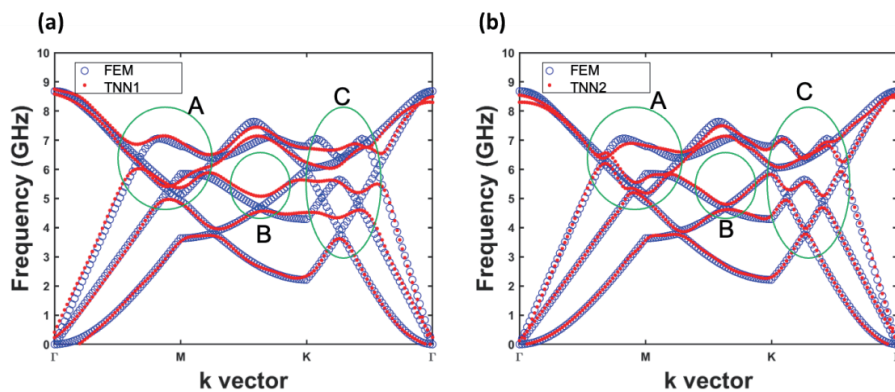 (a)
10
9
8
7
6
5
4
3
2
1
0
Frequency (GHz)
FEM
TNN1
A
B
C
Γ
M
K
Γ
k vector
(b)
10
9
8
7
6
5
4
3
2
1
0
Frequency (GHz)
FEM
TNN2
A
B
C
Γ
M
K
k vector